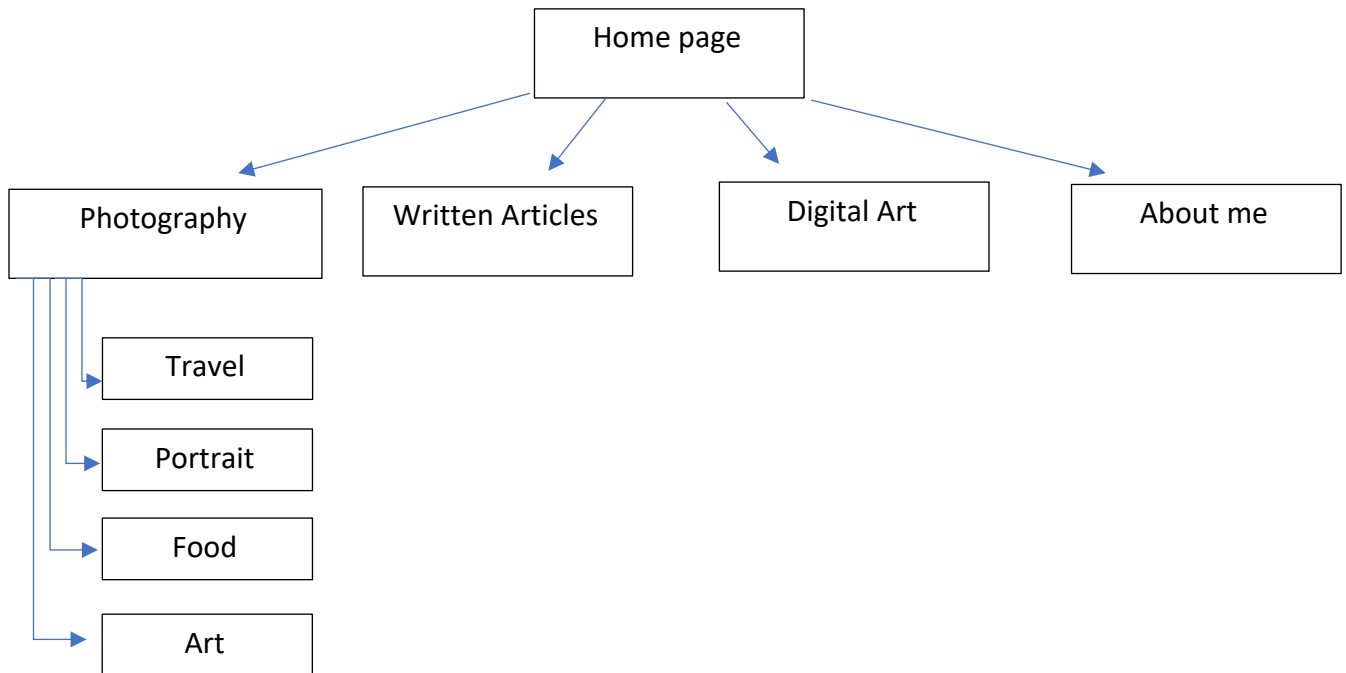 Home page
Photography
Written Articles
Digital Art
About me
Travel
Portrait
Food
Art